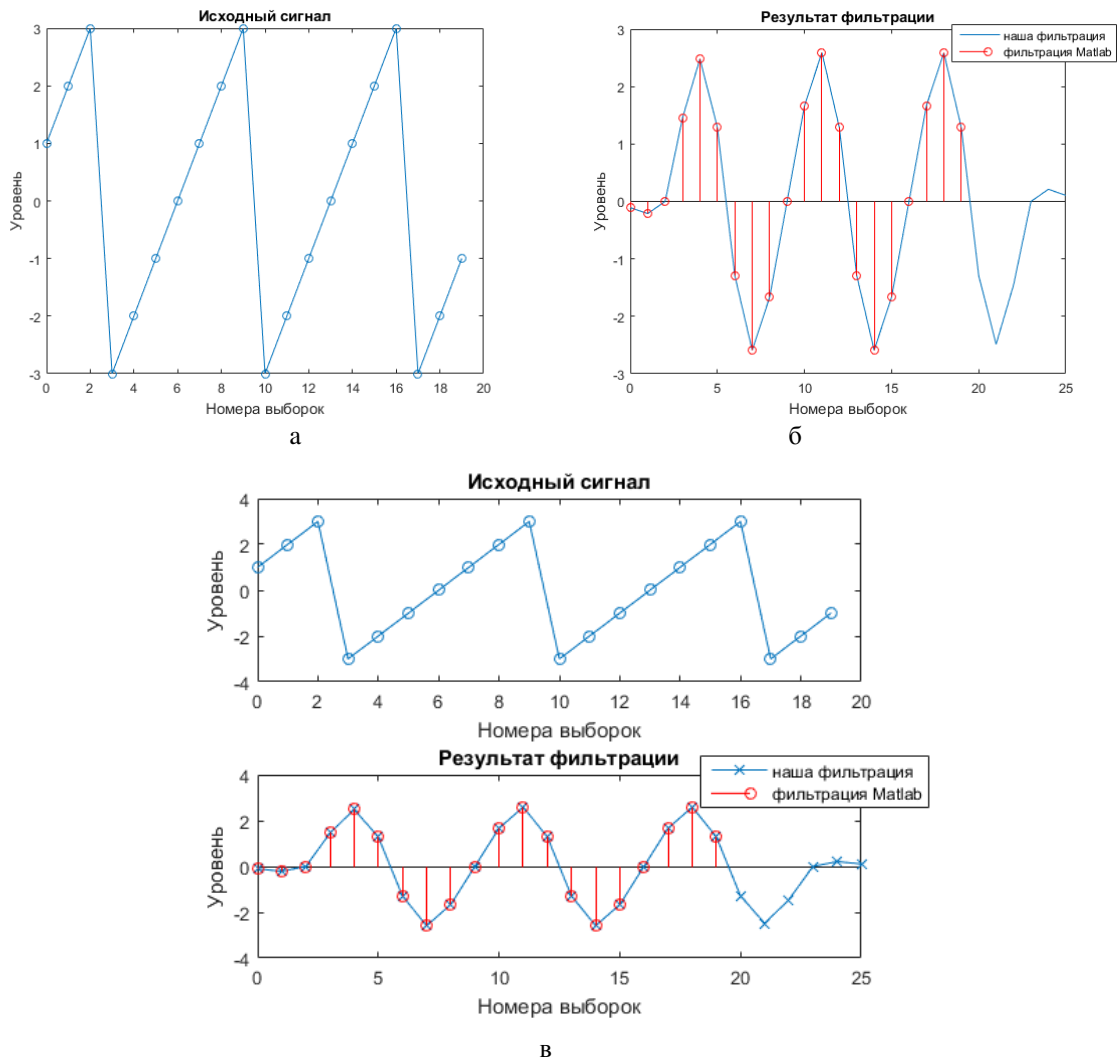 Исходный сигнал
3
2
1
0
-1
-2
-3
Уровень
0 2 4 6 8 10 12 14 16 18 20
Номера выборок
а
Результат фильтрации
наша фильтрация
фильтрация Matlab
3
2
1
0
-1
-2
-3
Уровень
0 5 10 15 20 25
Номера выборок
б
Исходный сигнал
4
2
0
-2
-4
Уровень
0 2 4 6 8 10 12 14 16 18 20
Номера выборок
Результат фильтрации
наша фильтрация
фильтрация Matlab
4
2
0
-2
-4
Уровень
0 5 10 15 20 25
Номера выборок
в